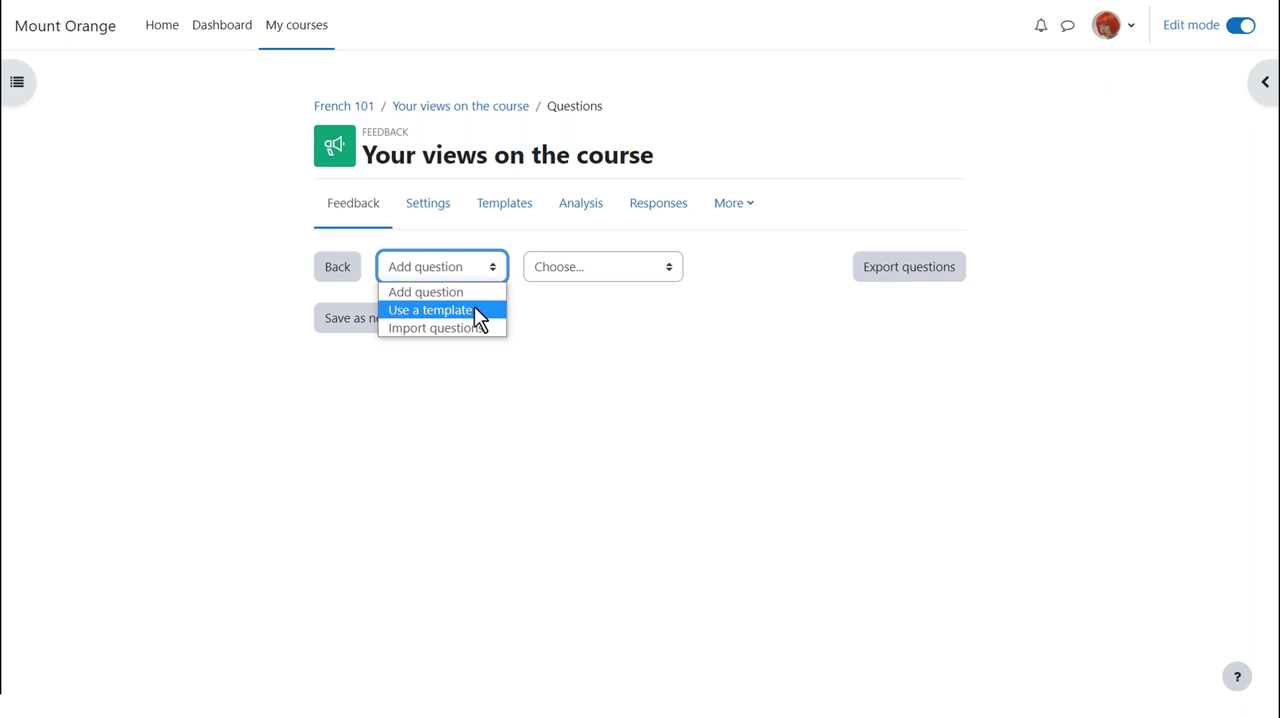 Mount Orange Home Dashboard My courses Edit mode
French 101 / Your views on the course / Questions
FEEDBACK
Your views on the course
Feedback Settings Templates Analysis Responses More
Back Add question Choose... Export questions
Add question
Use a template
Import questions
Save as
?